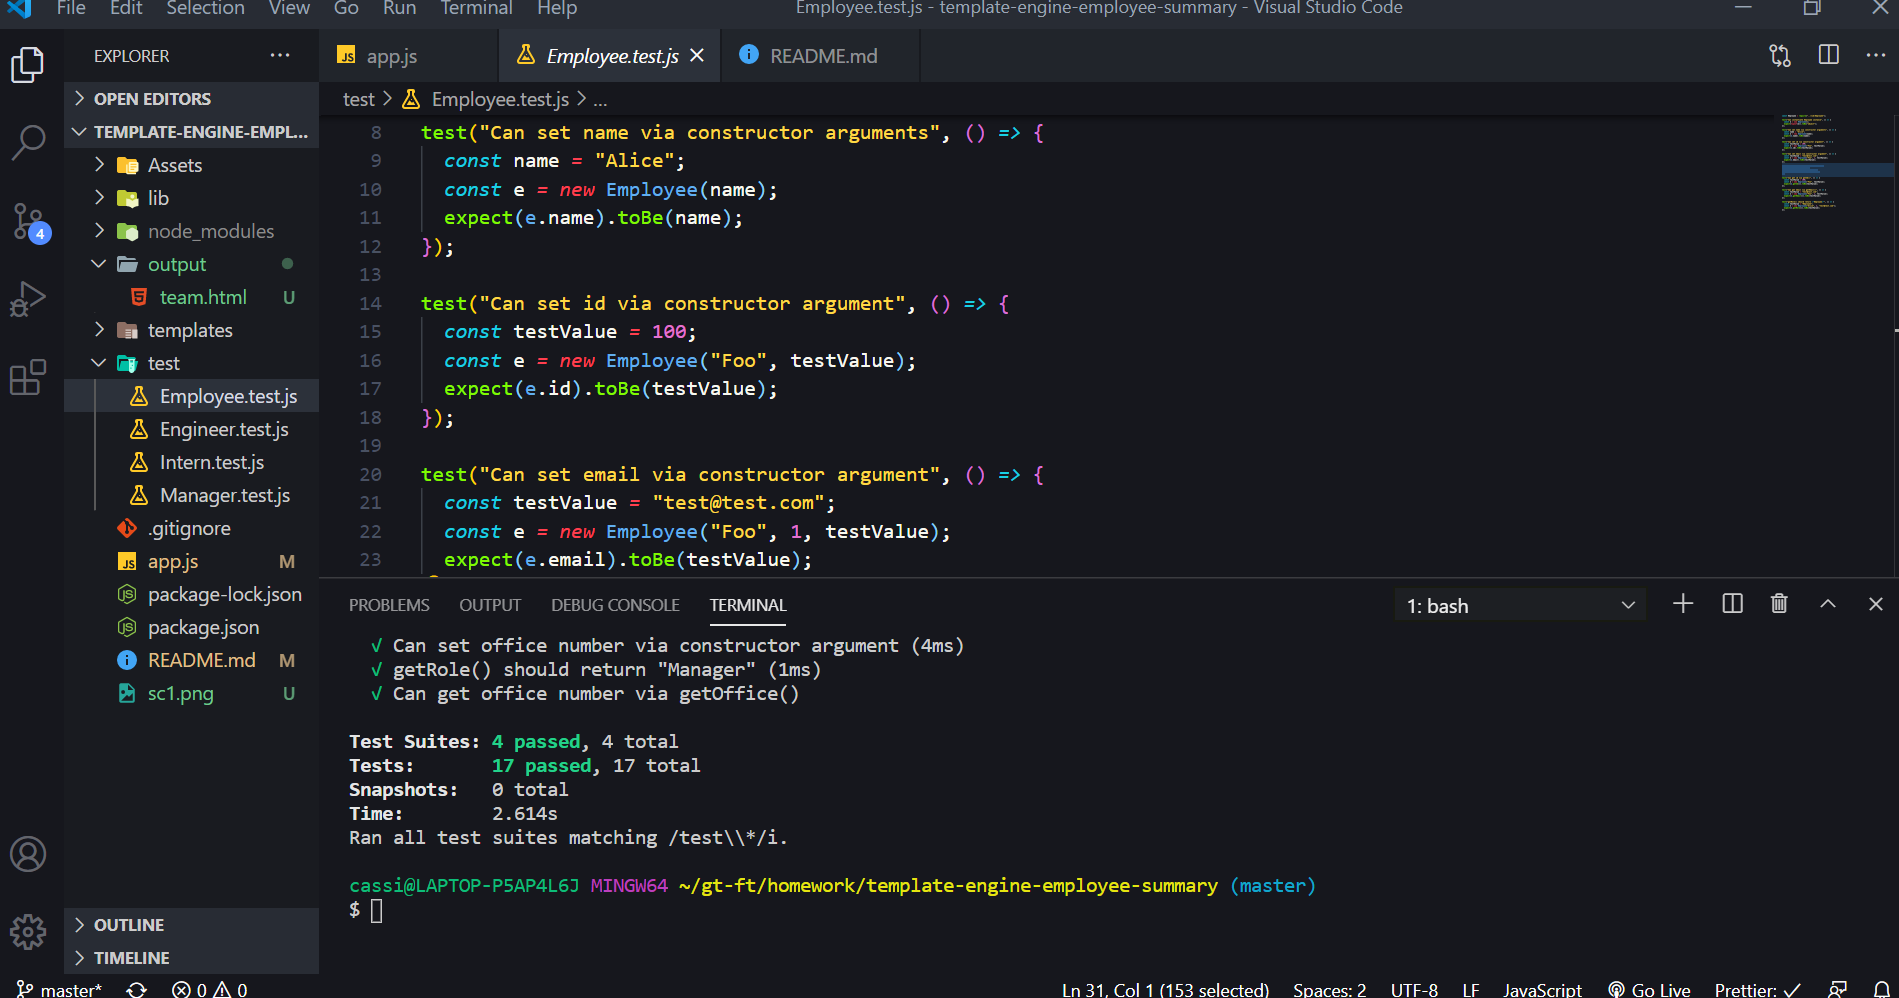 File Edit Selection View Go Run Terminal Help
Employee.test.js - template-engine-employee-summary - Visual Studio Code
EXPLORER
OPEN EDITORS
TEMPLATE-ENGINE-EMPL...
Assets
lib
node_modules
output
team.html U
templates
test
Employee.test.js
Engineer.test.js
Intern.test.js
Manager.test.js
.gitignore
app.js M
package-lock.json
package.json
README.md M
sc1.png U
OUTLINE
TIMELINE
4
JS app.js
Employee.test.js
README.md
test > Employee.test.js > ...
8 test("Can set name via constructor arguments", () => {
9 const name = "Alice";
10 const e = new Employee(name);
11 expect(e.name).toBe(name);
12 });
13
14 test("Can set id via constructor argument", () => {
15 const testValue = 100;
16 const e = new Employee("Foo", testValue);
17 expect(e.id).toBe(testValue);
18 });
19
20 test("Can set email via constructor argument", () => {
21 const testValue = "test@test.com";
22 const e = new Employee("Foo", 1, testValue);
23 expect(e.email).toBe(testValue);
PROBLEMS OUTPUT DEBUG CONSOLE TERMINAL
1: bash
√ Can set office number via constructor argument (4ms)
√ getRole() should return "Manager" (1ms)
√ Can get office number via getOffice()
Test Suites: 4 passed, 4 total
Tests: 17 passed, 17 total
Snapshots: 0 total
Time: 2.614s
Ran all test suites matching /test\\*/i.
cassi@LAPTOP-P5AP4L6J MINGW64 ~/gt-ft/homework/template-engine-employee-summary (master)
$
master* 0 0
Ln 31, Col 1 (153 selected) Spaces: 2 UTF-8 LF JavaScript Go Live Prettier: ✓